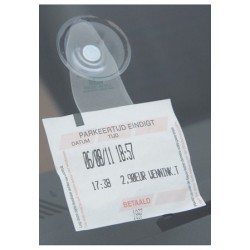 PARKEERTIJD EINDIGT
DATUM TIJD
06/08/11 18:57
17:38 2,90EUR WENNINK.T
BETAALD